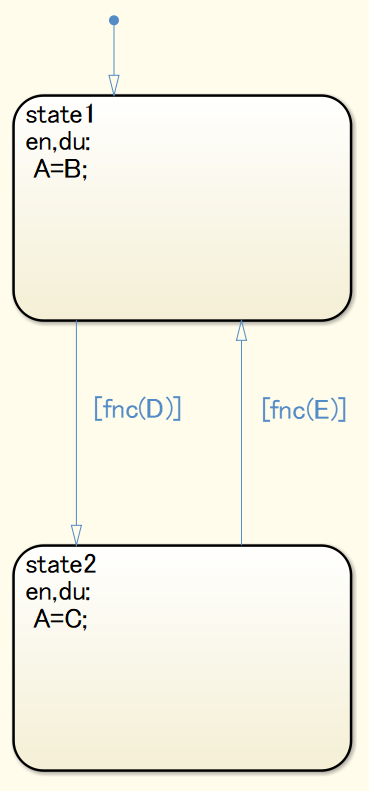 state1
en,du:
A=B;
[fnc(D)]
[fnc(E)]
state2
en,du:
A=C;